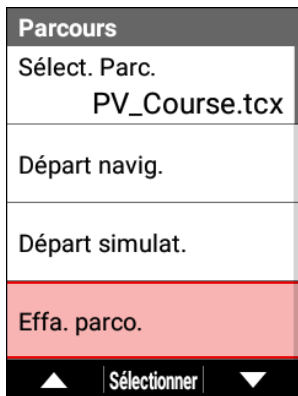 Parcours
Sélect. Parc.
PV_Course.tcx
Départ navig.
Départ simulat.
Effa. parco.
Sélectionner